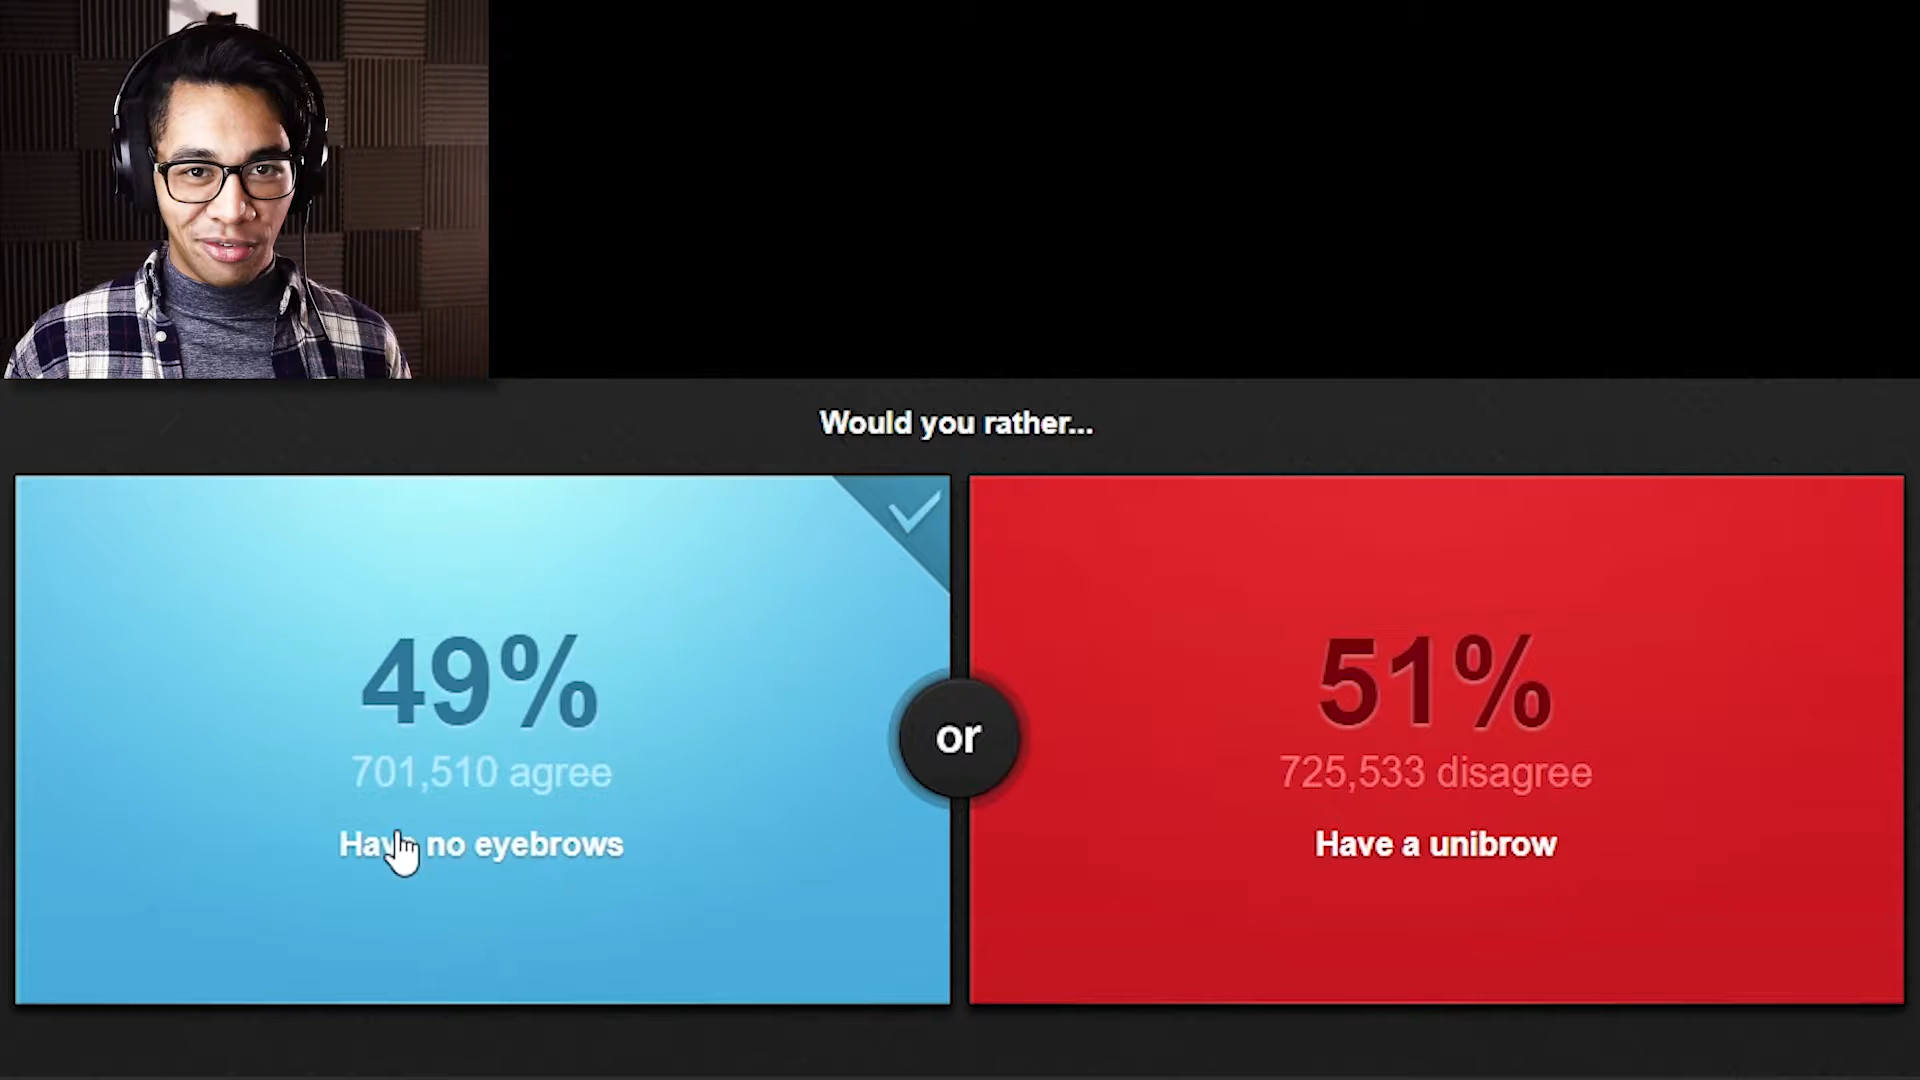 Would you rather...
49%
701,510 agree
Have no eyebrows
or
51%
725,533 disagree
Have a unibrow